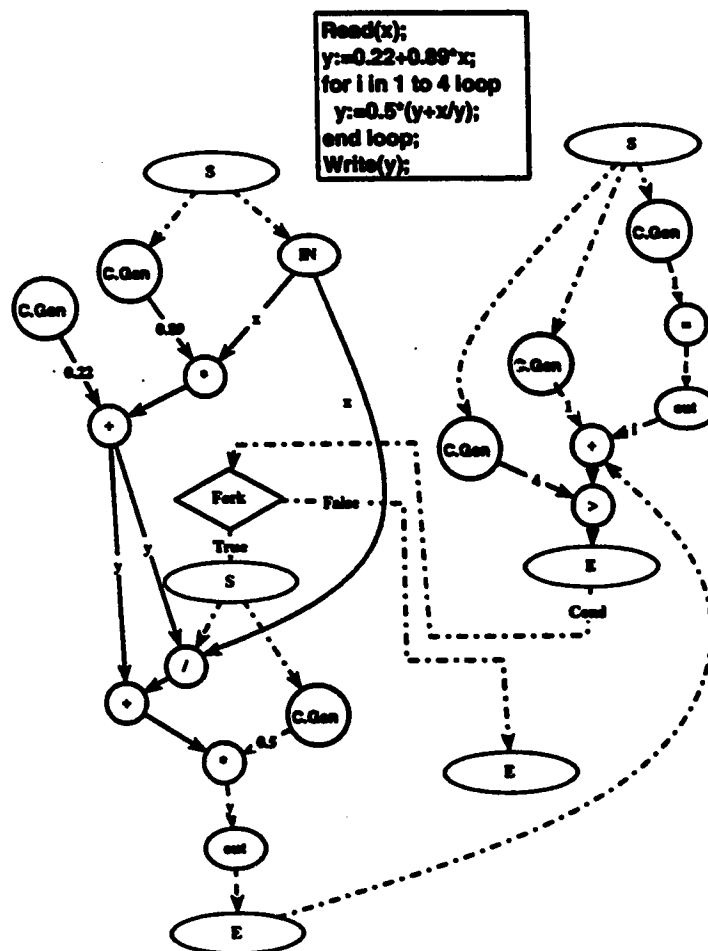 Read(x);
y:=0.22+0.89*x;
for i in 1 to 4 loop
y:=0.5*(y+x/y);
end loop;
Write(y);
S
S
C.Gen
IN
C.Gen
C.Gen
0.89
x
1
=
0.22
*
C.Gen
+
x
1
i
out
C.Gen
+
Fork
False
4
>
True
y
y
S
E
Cond
/
+
C.Gen
*
0.5
E
y
out
E